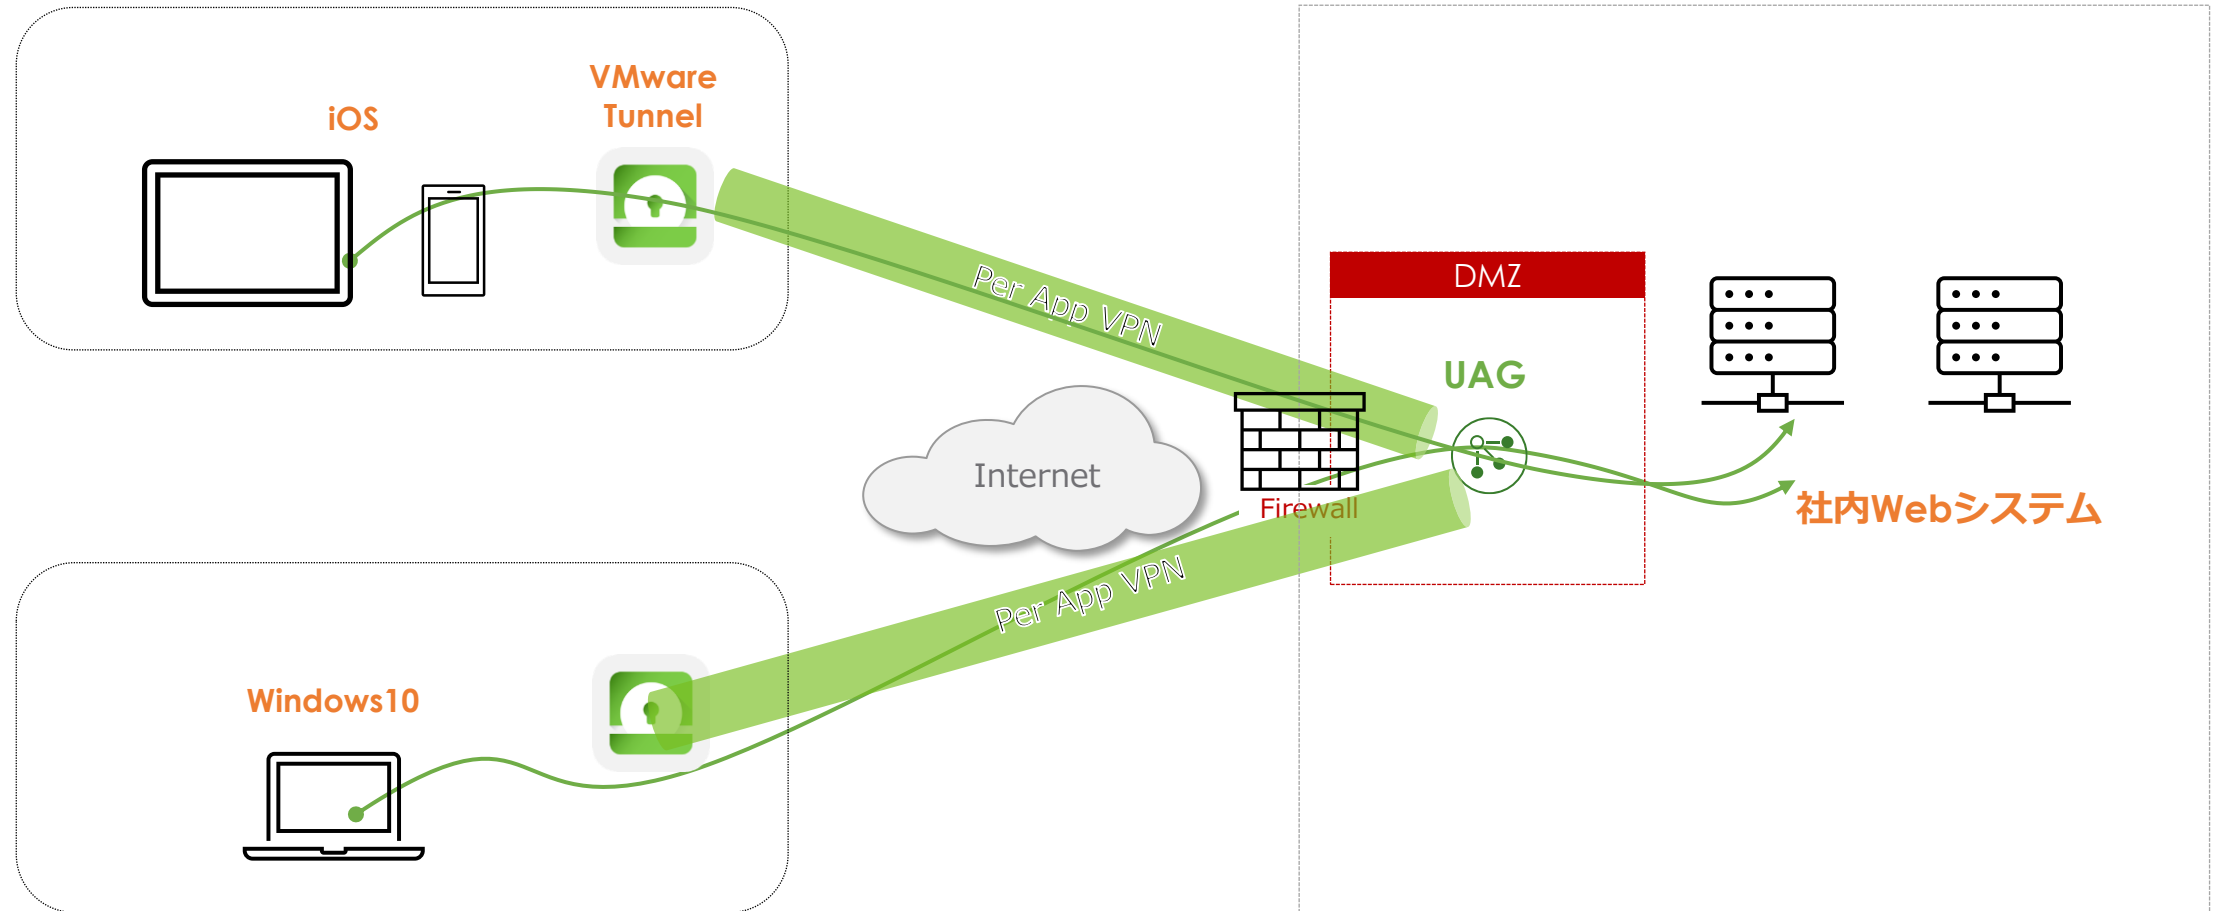 iOS
VMware
Tunnel
Per App VPN
DMZ
UAG
Internet
Firewall
社内Webシステム
Per App VPN
Windows10